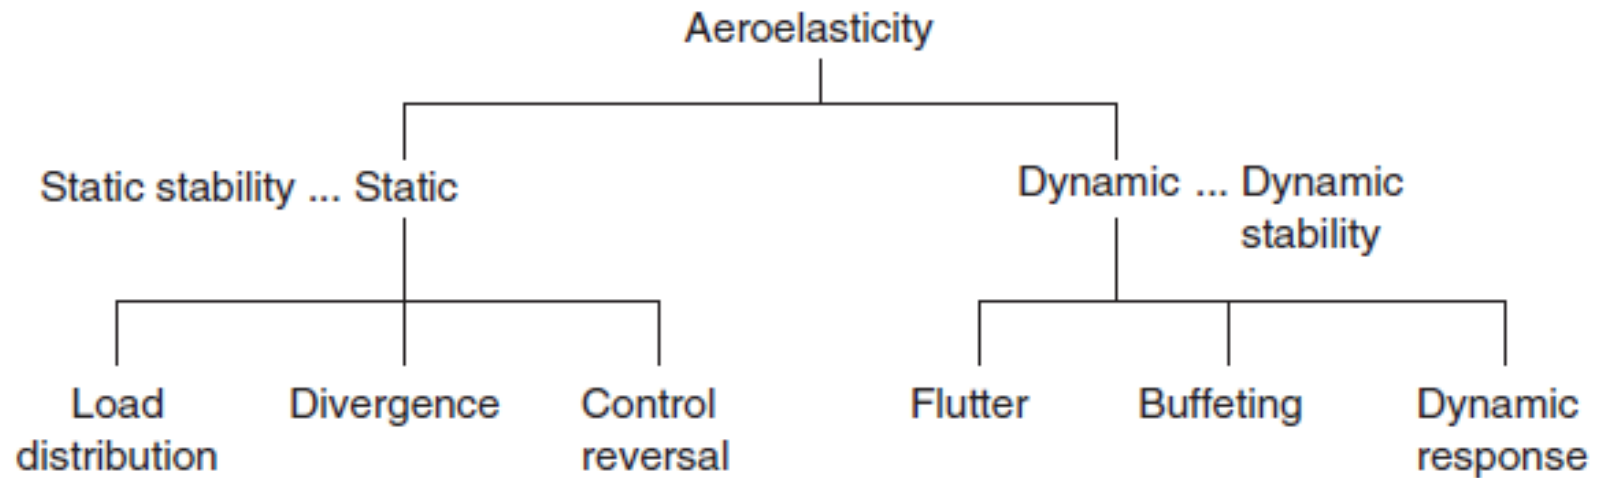 Aeroelasticity
Static stability ... Static
Dynamic ... Dynamic
stability
Load
distribution
Divergence
Control
reversal
Flutter
Buffeting
Dynamic
response